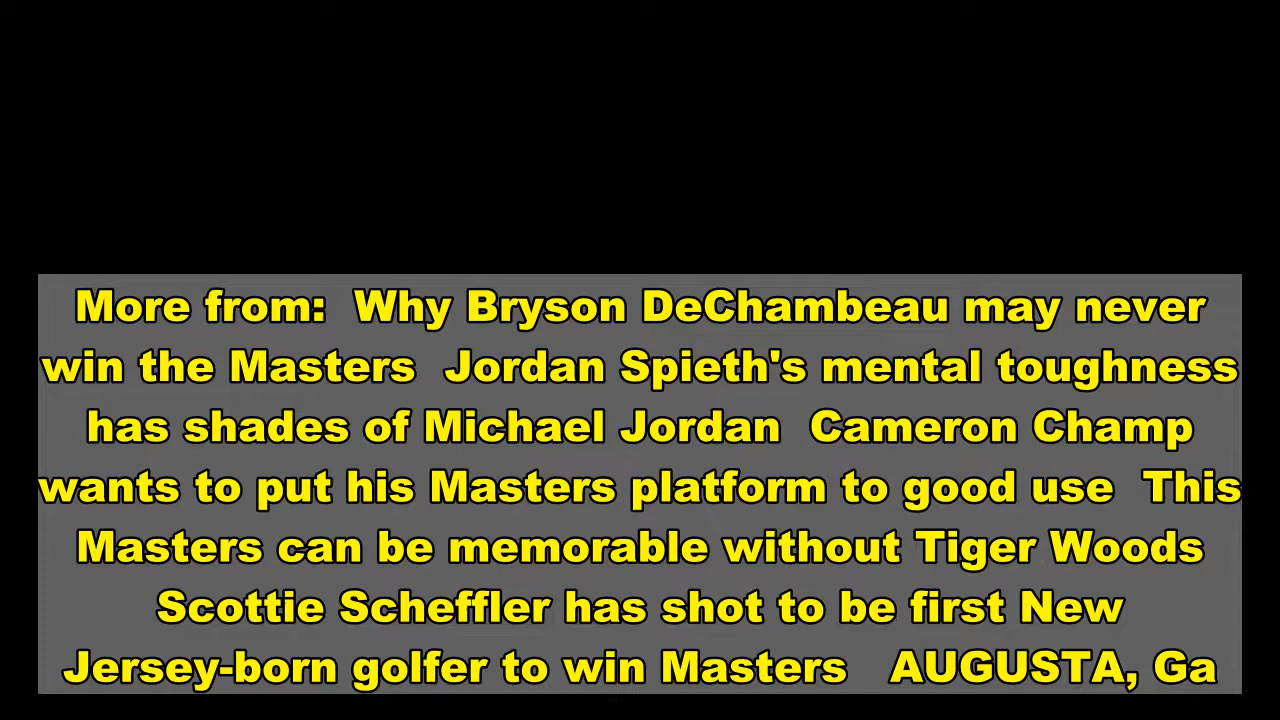 More from:  Why Bryson DeChambeau may never
win the Masters  Jordan Spieth's mental toughness
has shades of Michael Jordan  Cameron Champ
wants to put his Masters platform to good use  This
Masters can be memorable without Tiger Woods
Scottie Scheffler has shot to be first New
Jersey-born golfer to win Masters   AUGUSTA, Ga